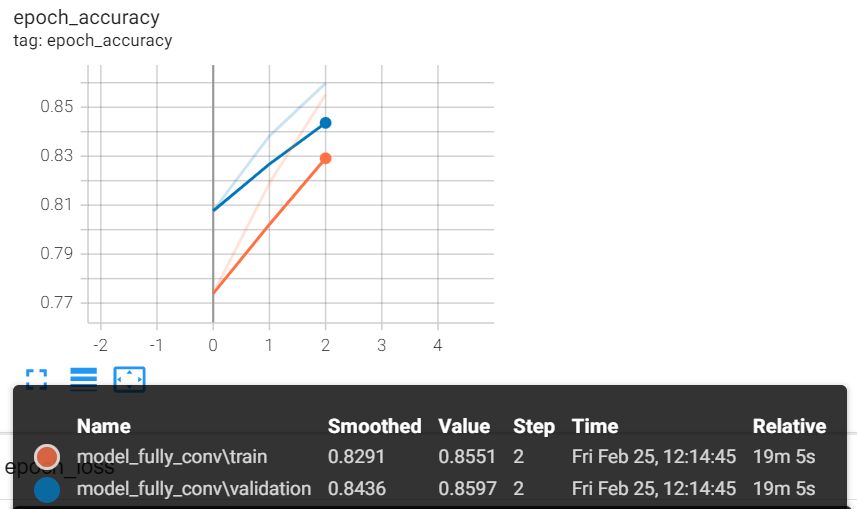 epoch_accuracy
tag: epoch_accuracy
0.85
0.83
0.81
0.79
0.77
-2 -1 0 1 2 3 4
Name Smoothed Value Step Time Relative
model_fully_conv\train 0.8291 0.8551 2 Fri Feb 25, 12:14:45 19m 5s
epoch_loss
model_fully_conv\validation 0.8436 0.8597 2 Fri Feb 25, 12:14:45 19m 5s